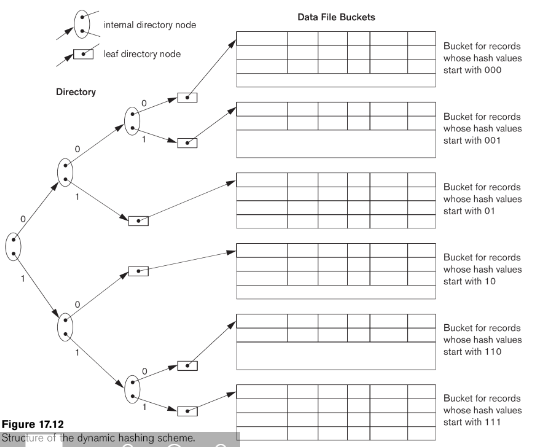 Data File Buckets
internal directory node
leaf directory node
Directory
Bucket for records
whose hash values
start with 000
Bucket for records
whose hash values
start with 001
Bucket for records
whose hash values
start with 01
Bucket for records
whose hash values
start with 10
Bucket for records
whose hash values
start with 110
Bucket for records
whose hash values
start with 111
0
1
0
1
0
1
0
1
0
1
Figure 17.12
Structure of the dynamic hashing scheme.